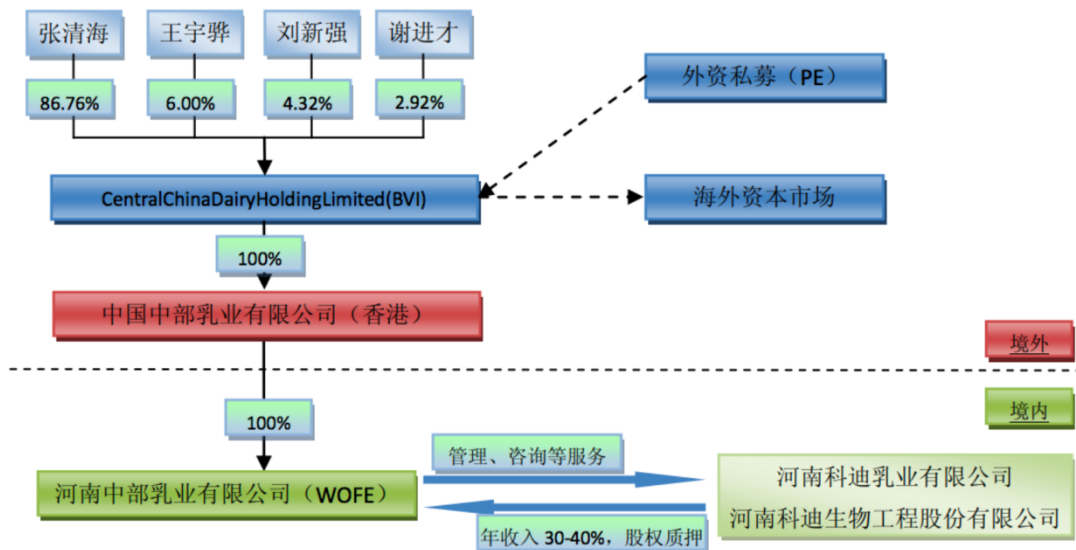 张清海
王宇骅
刘新强
谢进才
86.76%
6.00%
4.32%
2.92%
外资私募（PE）
CentralChinaDairyHoldingLimited(BVI)
海外资本市场
100%
中国中部乳业有限公司（香港）
境外
境内
100%
管理、咨询等服务
河南中部乳业有限公司（WOFE）
河南科迪乳业有限公司
河南科迪生物工程股份有限公司
年收入 30-40%，股权质押